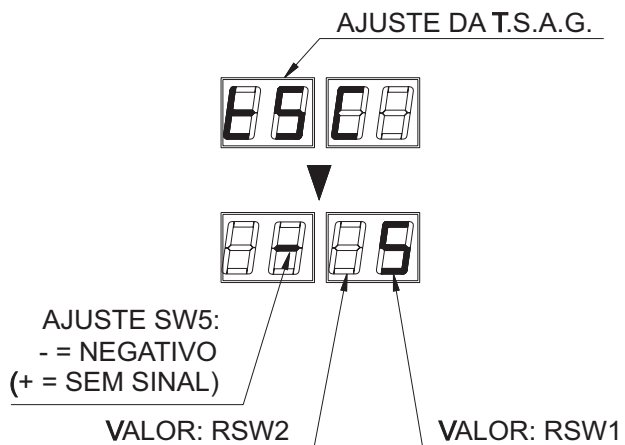 AJUSTE DA T.S.A.G.
tSC
- 5
AJUSTE SW5:
- = NEGATIVO
(+ = SEM SINAL)
VALOR: RSW2 VALOR: RSW1